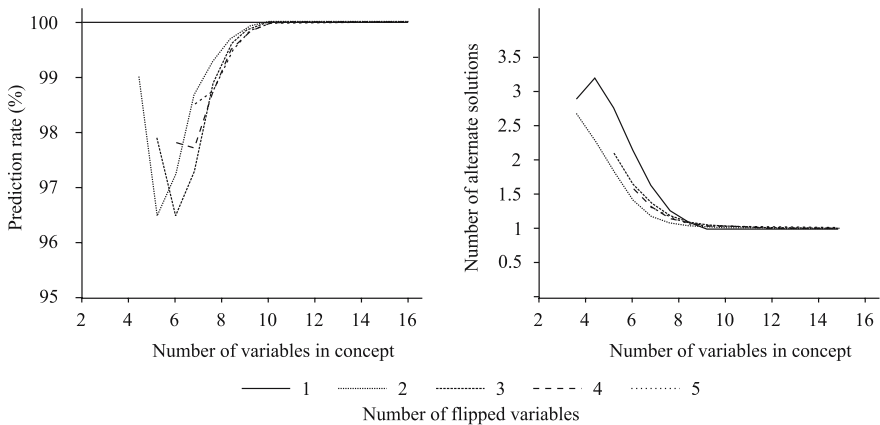 100
99
98
97
96
95
Prediction rate (%)
2 4 6 8 10 12 14 16
Number of variables in concept
3.5
3
2.5
2
1.5
1
0.5
Number of alternate solutions
2 4 6 8 10 12 14 16
Number of variables in concept
1 2 3 4 5
Number of flipped variables